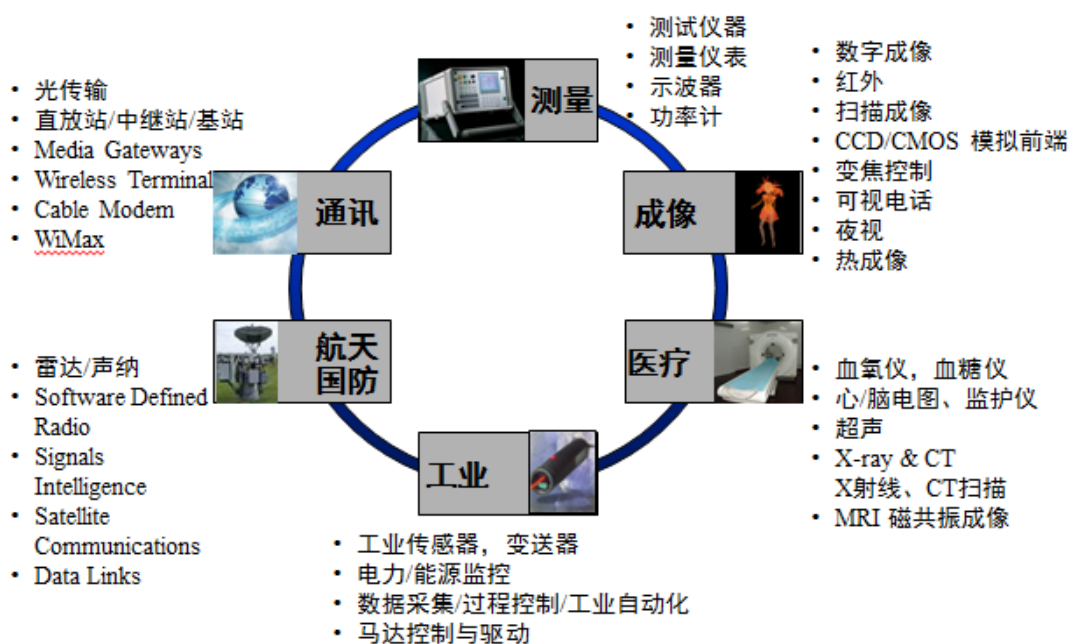 测量
• 测试仪器
• 测量仪表
• 示波器
• 功率计
成像
• 数字成像
• 红外
• 扫描成像
• CCD/CMOS 模拟前端
• 变焦控制
• 可视电话
• 夜视
• 热成像
医疗
• 血氧仪，血糖仪
• 心/脑电图、监护仪
• 超声
• X-ray & CT
X射线、CT扫描
• MRI 磁共振成像
工业
• 工业传感器，变送器
• 电力/能源监控
• 数据采集/过程控制/工业自动化
• 马达控制与驱动
航天
国防
• 雷达/声纳
• Software Defined
Radio
• Signals
Intelligence
• Satellite
Communications
• Data Links
通讯
• 光传输
• 直放站/中继站/基站
• Media Gateways
• Wireless Terminal
• Cable Modem
• WiMax